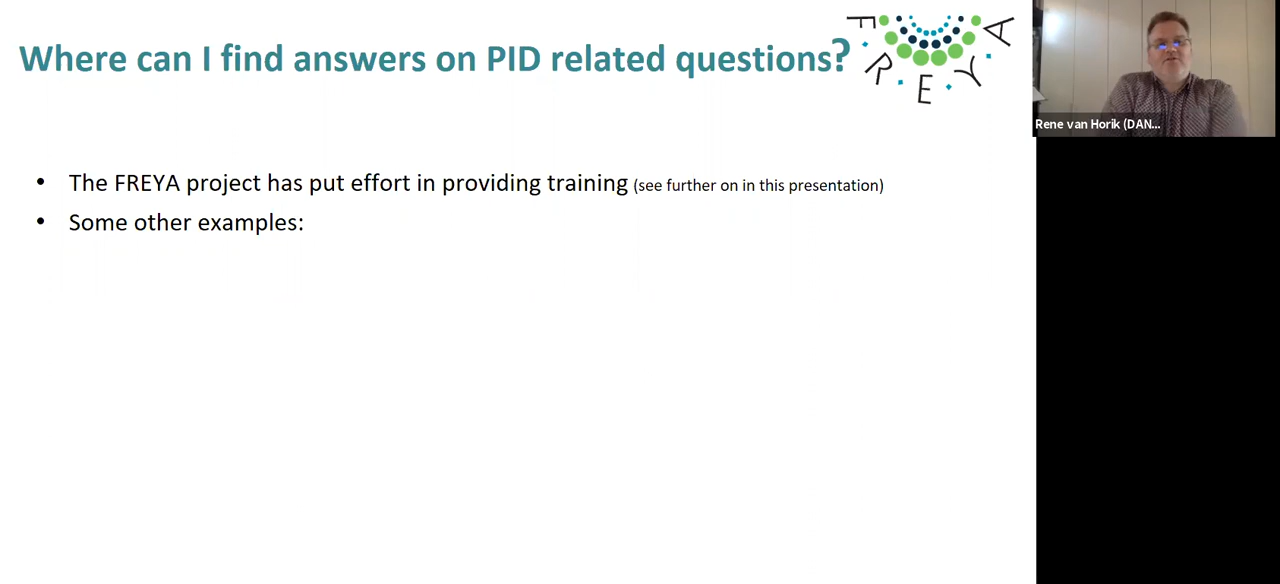 Where can I find answers on PID related questions?
F·R·E·Y·A
Rene van Horik (DAN...
• The FREYA project has put effort in providing training (see further on in this presentation)
• Some other examples: